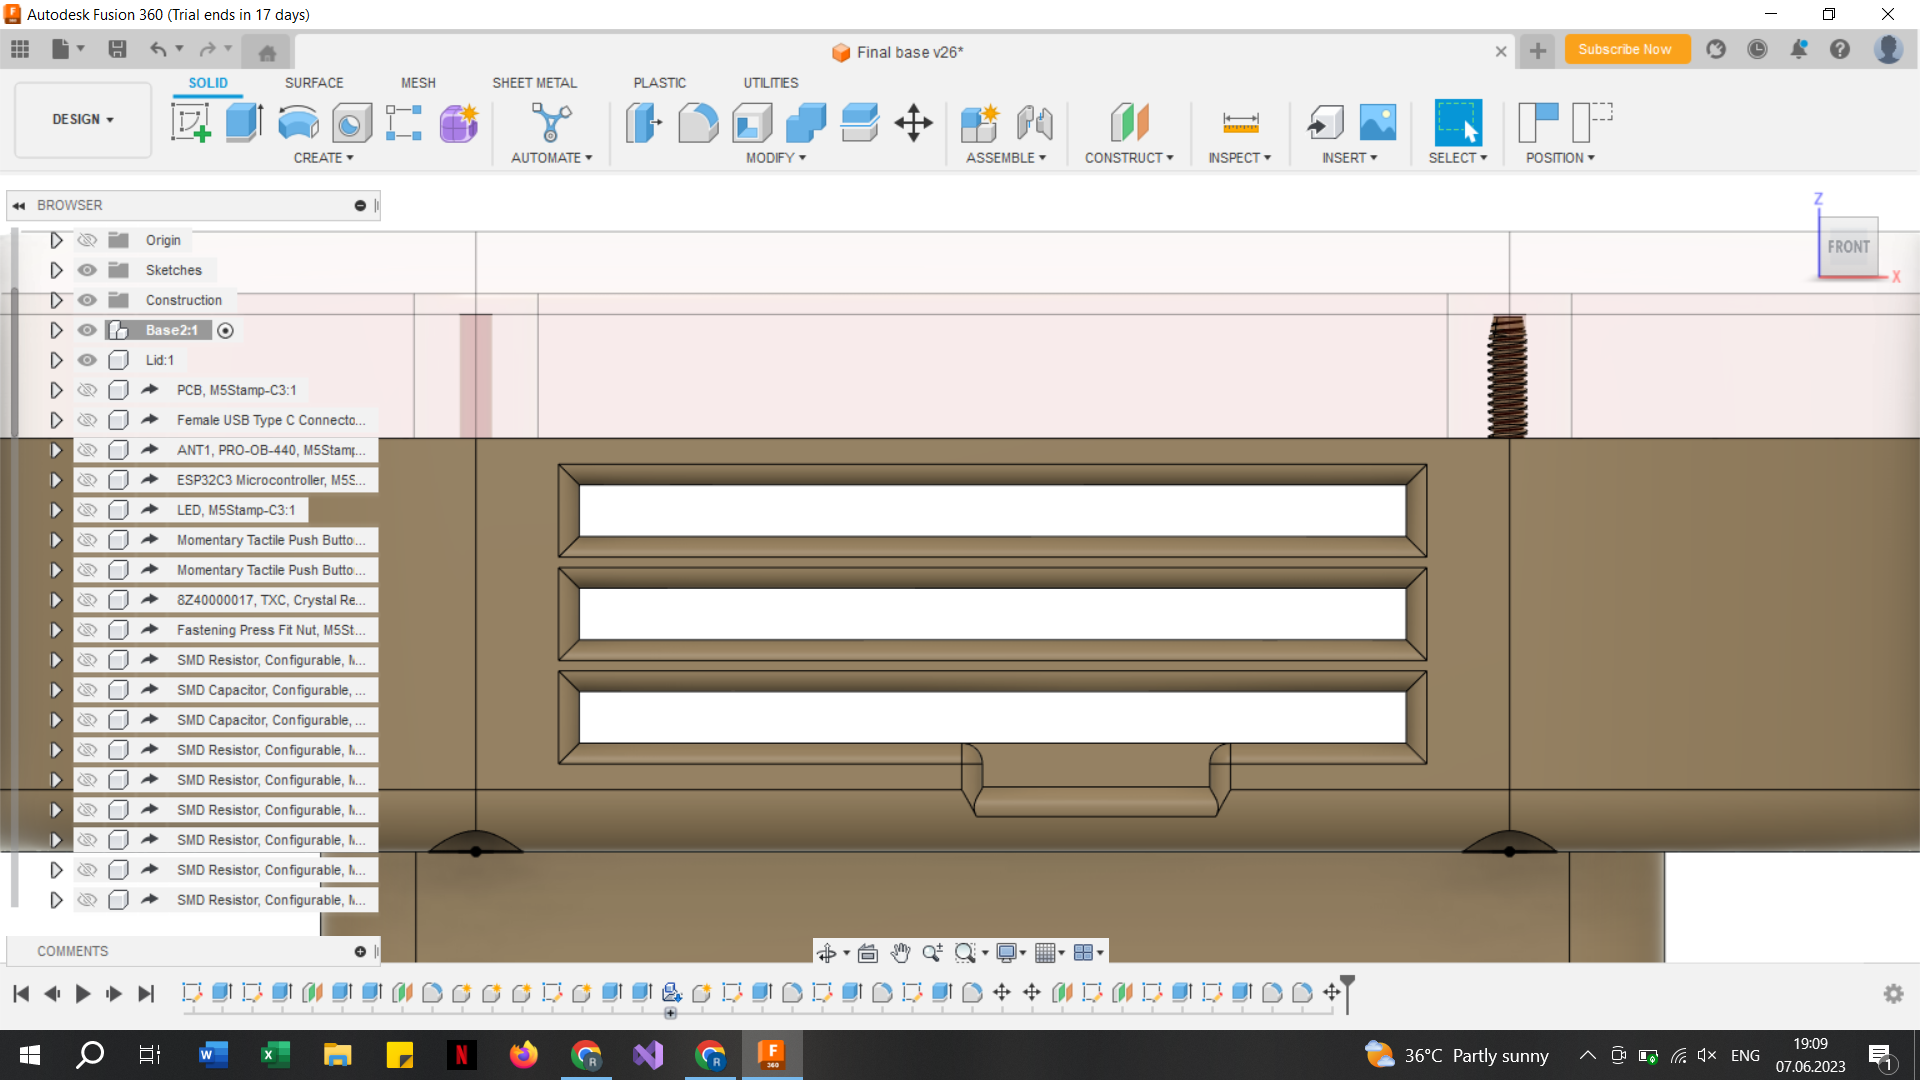 Autodesk Fusion 360 (Trial ends in 17 days)
Final base v26*
Subscribe Now
DESIGN
SOLID
SURFACE
MESH
SHEET METAL
PLASTIC
UTILITIES
CREATE
AUTOMATE
MODIFY
ASSEMBLE
CONSTRUCT
INSPECT
INSERT
SELECT
POSITION
BROWSER
Origin
Sketches
Construction
Base2:1
Lid:1
PCB, M5Stamp-C3:1
Female USB Type C Connecto...
ANT1, PRO-OB-440, M5Stamp...
ESP32C3 Microcontroller, M5S...
LED, M5Stamp-C3:1
Momentary Tactile Push Butto...
Momentary Tactile Push Butto...
8Z40000017, TXC, Crystal Re...
Fastening Press Fit Nut, M5St...
SMD Resistor, Configurable, M...
SMD Capacitor, Configurable, ...
SMD Capacitor, Configurable, ...
SMD Resistor, Configurable, M...
SMD Resistor, Configurable, M...
SMD Resistor, Configurable, M...
SMD Resistor, Configurable, M...
SMD Resistor, Configurable, M...
SMD Resistor, Configurable, M...
Z
FRONT
X
COMMENTS
36°C Partly sunny
ENG
19:09
07.06.2023
1